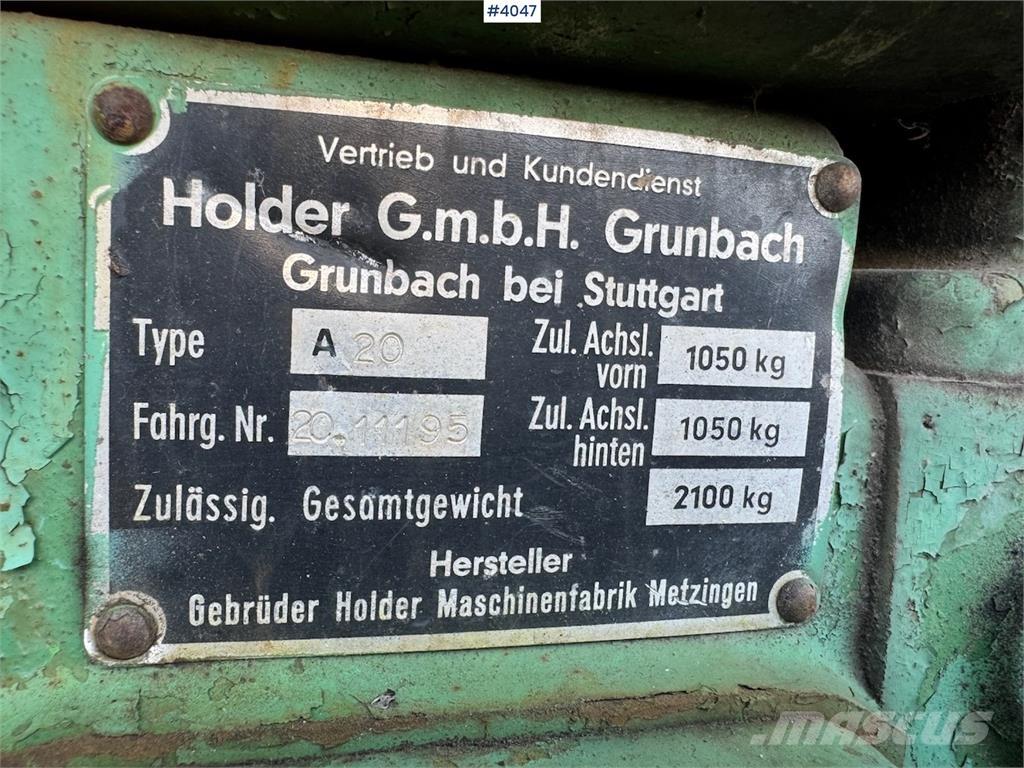 #4047
Vertrieb und Kundendienst
Holder G.m.b.H. Grunbach
Grunbach bei Stuttgart
Type A 20
Zul. Achsl. vorn 1050 kg
Fahrg. Nr. 20.11195
Zul. Achsl. hinten 1050 kg
Zulässig. Gesamtgewicht 2100 kg
Hersteller
Gebrüder Holder Maschinenfabrik Metzingen
MASCUS